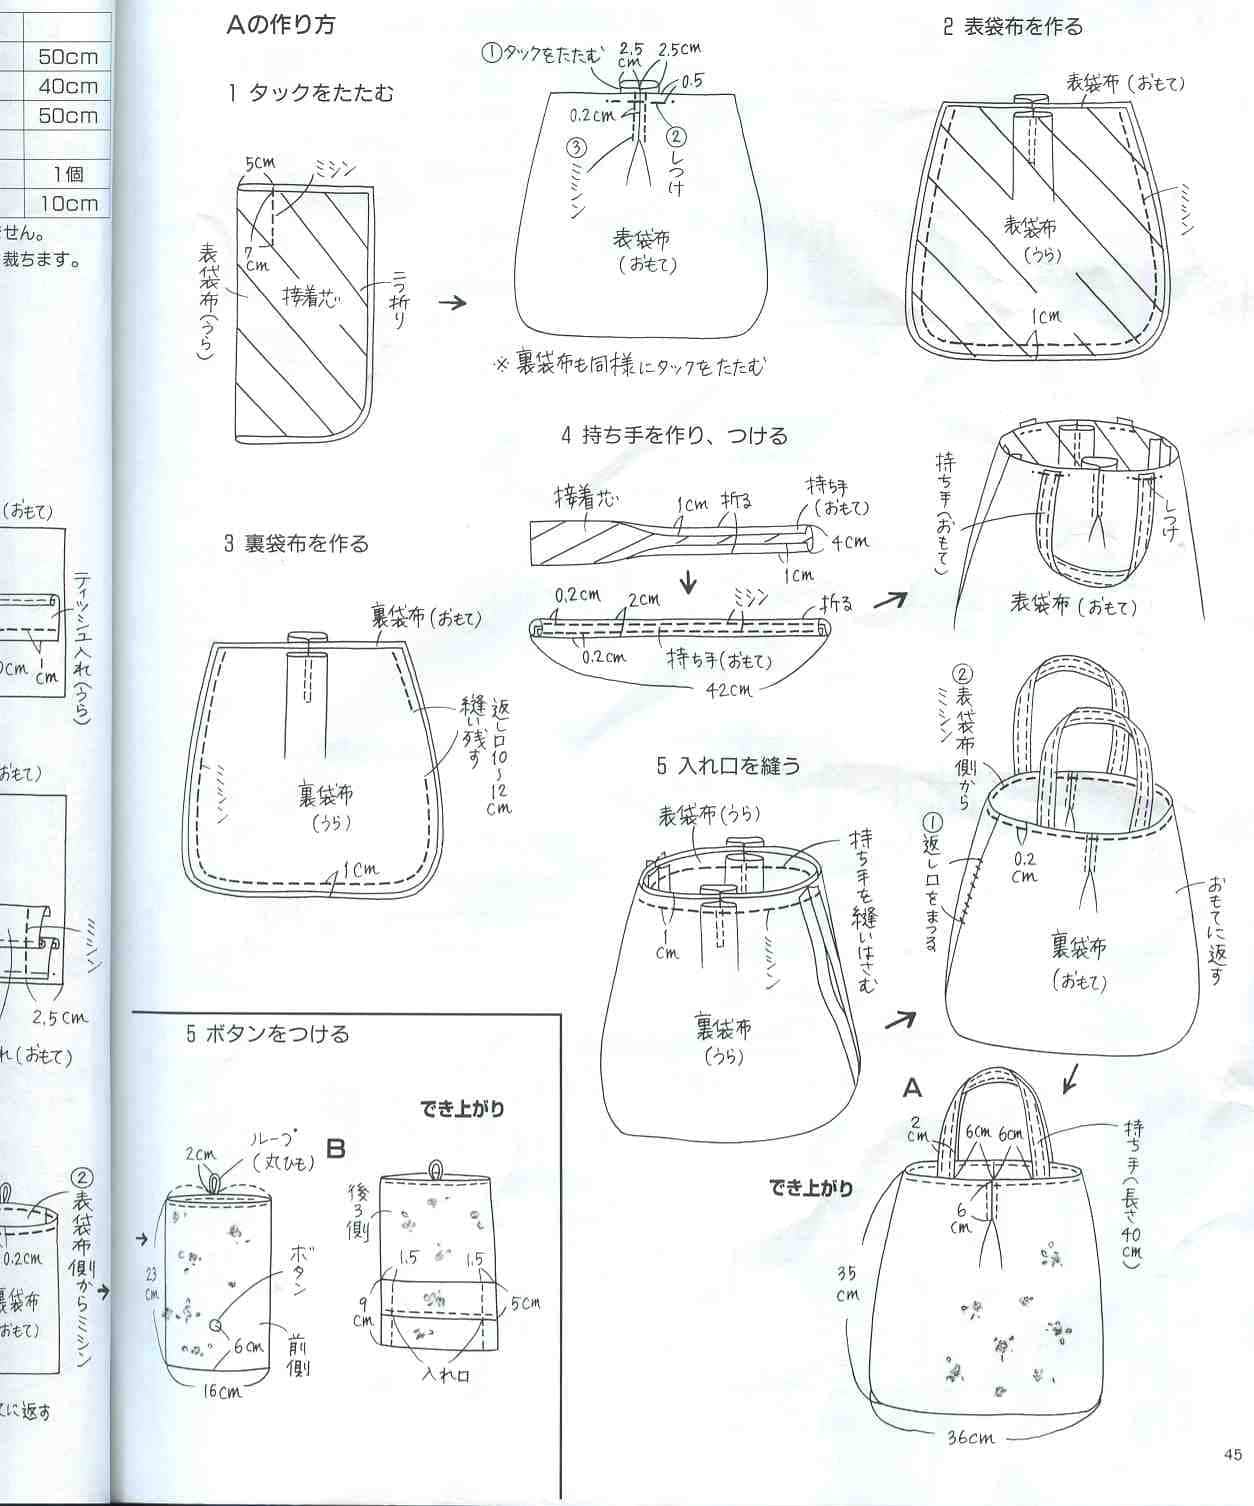 50cm
40cm
50cm
1個
10cm
ません。
裁ちます。
(おもて)
ティッシュ入れ(うら)
0cm
1cm
おもて)
ミシン
2.5cm
れ(おもて)
②表袋布側からミシン
0.2cm
裏袋布
おもて)
てに返す
Aの作り方
1 タックをたたむ
5cm
ミシン
7cm
表袋布(うら)
接着芯
二つ折り
①タックをたたむ
2.5cm
2.5cm
0.5
0.2cm
②しつけ
③ミシン
表袋布
(おもて)
※裏袋布も同様にタックをたたむ
2 表袋布を作る
表袋布(おもて)
ミシン
表袋布
(うら)
1cm
3 裏袋布を作る
裏袋布(おもて)
返し口10〜12cm
縫い残す
ミシン
裏袋布
(うら)
1cm
4 持ち手を作り、つける
接着芯
1cm
折る
持ち手
(おもて)
4cm
1cm
0.2cm
2cm
ミシン
折る
0.2cm
持ち手(おもて)
42cm
持ち手(おもて)
しつけ
表袋布(おもて)
5 入れ口を縫う
表袋布(うら)
持ち手を縫いはさむ
1cm
ミシン
裏袋布
(うら)
②表袋布側から
ミシン
①返し口をまつる
0.2cm
おもてに返す
裏袋布
(おもて)
A
でき上がり
2cm
6cm
6cm
持ち手(長さ40cm)
6cm
35cm
36cm
5 ボタンをつける
でき上がり
B
2cm
ループ
(丸ひも)
23cm
ボタン
6cm
前側
16cm
後ろ側
1.5
1.5
9cm
5cm
入れ口
45